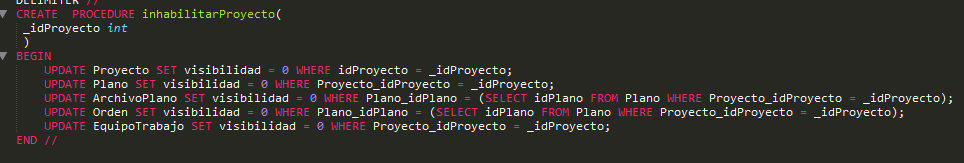 DELIMITER //
CREATE  PROCEDURE inhabilitarProyecto(
 _idProyecto int
 )
BEGIN
    UPDATE Proyecto SET visibilidad = 0 WHERE idProyecto = _idProyecto;
    UPDATE Plano SET visibilidad = 0 WHERE Proyecto_idProyecto = _idProyecto;
    UPDATE ArchivoPlano SET visibilidad = 0 WHERE Plano_idPlano = (SELECT idPlano FROM Plano WHERE Proyecto_idProyecto = _idProyecto);
    UPDATE Orden SET visibilidad = 0 WHERE Plano_idPlano = (SELECT idPlano FROM Plano WHERE Proyecto_idProyecto = _idProyecto);
    UPDATE EquipoTrabajo SET visibilidad = 0 WHERE Proyecto_idProyecto = _idProyecto;
END //